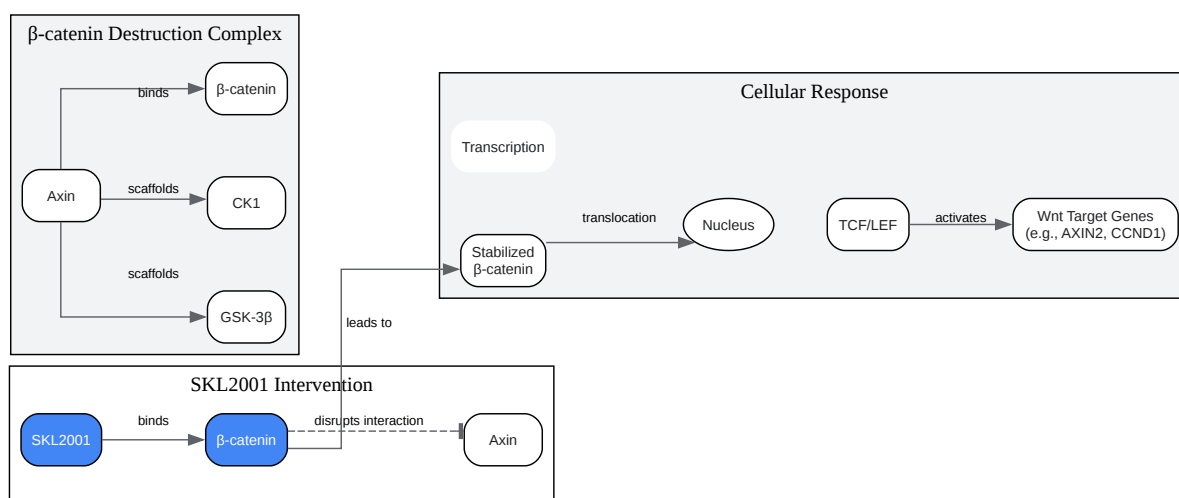 β-catenin Destruction Complex
β-catenin
binds
Axin
scaffolds
CK1
scaffolds
GSK-3β
Cellular Response
Transcription
translocation
Nucleus
TCF/LEF
activates
Wnt Target Genes
(e.g., AXIN2, CCND1)
Stabilized
β-catenin
leads to
SKL2001 Intervention
SKL2001
binds
β-catenin
disrupts interaction
Axin